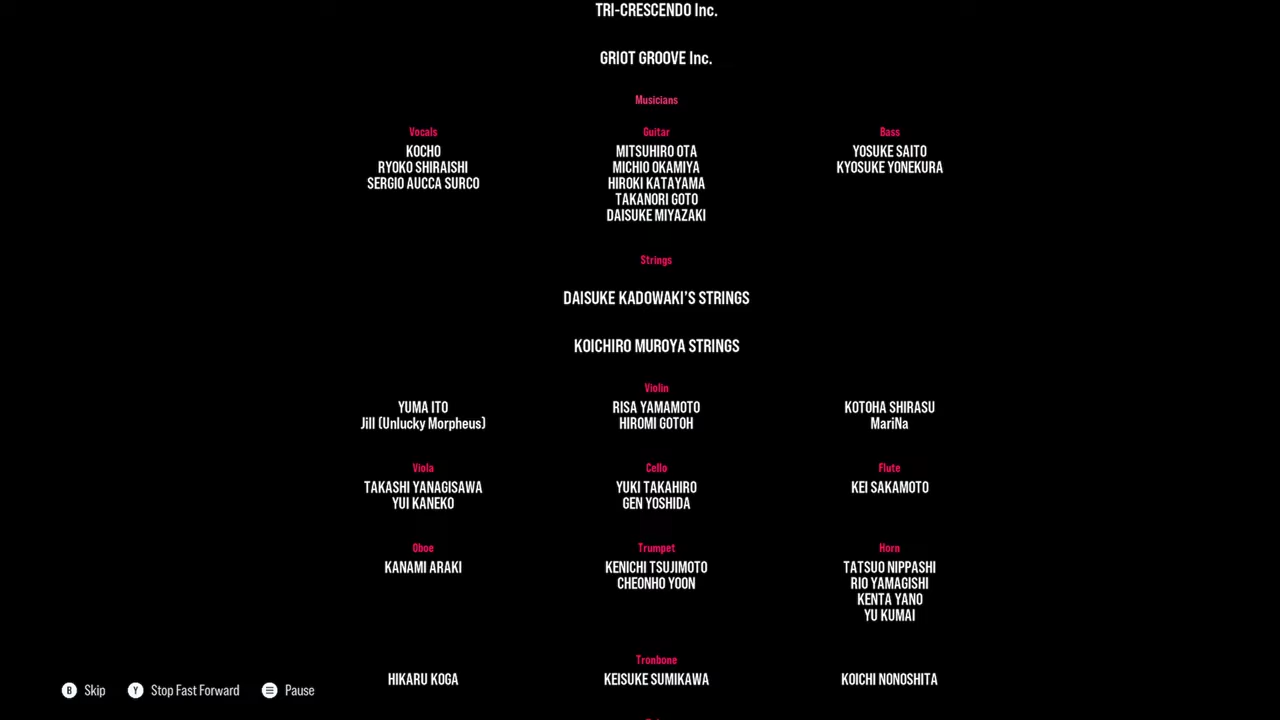 TRI-CRESCENDO Inc.
GRIOT GROOVE Inc.
Musicians
Vocals
KOCHO
RYOKO SHIRAISHI
SERGIO AUCCA SURCO
Guitar
MITSUHIRO OTA
MICHIO OKAMIYA
HIROKI KATAYAMA
TAKANORI GOTO
DAISUKE MIYAZAKI
Bass
YOSUKE SAITO
KYOSUKE YONEKURA
Strings
DAISUKE KADOWAKI'S STRINGS
KOICHIRO MUROYA STRINGS
Violin
YUMA ITO
Jill (Unlucky Morpheus)
RISA YAMAMOTO
HIROMI GOTOH
KOTOHA SHIRASU
MariNa
Viola
TAKASHI YANAGISAWA
YUI KANEKO
Cello
YUKI TAKAHIRO
GEN YOSHIDA
Flute
KEI SAKAMOTO
Oboe
KANAMI ARAKI
Trumpet
KENICHI TSUJIMOTO
CHEONHO YOON
Horn
TATSUO NIPPASHI
RIO YAMAGISHI
KENTA YANO
YU KUMAI
Tronbone
HIKARU KOGA
KEISUKE SUMIKAWA
KOICHI NONOSHITA
B Skip
Y Stop Fast Forward
Pause